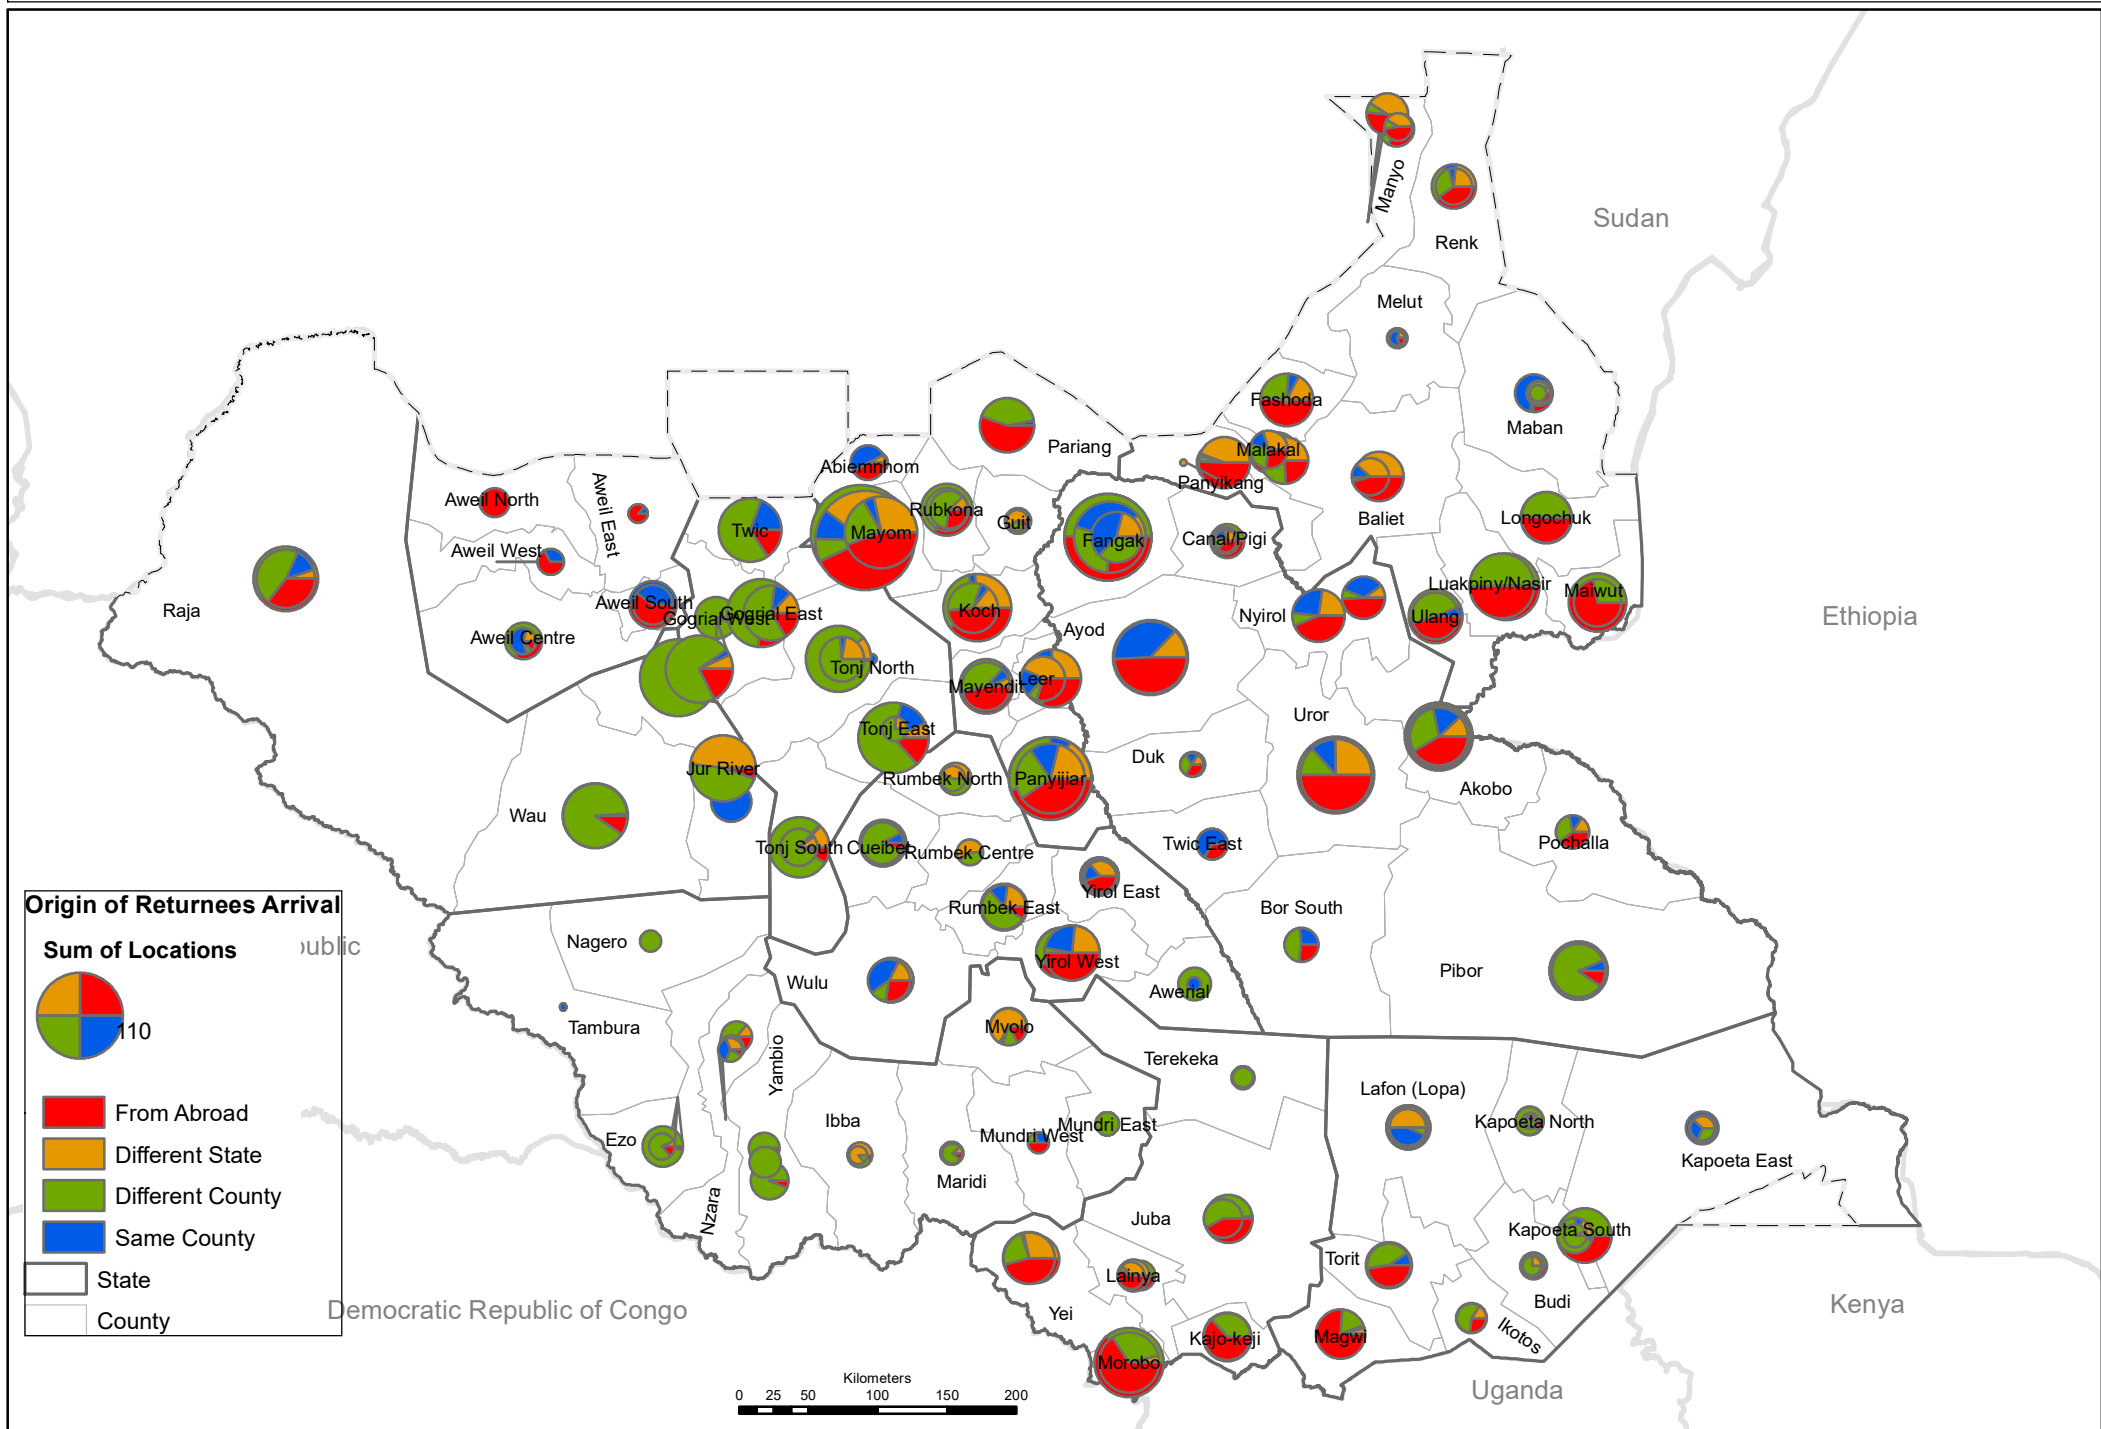 Sudan
Manyo
Renk
Melut
Fashoda
Maban
Pariang
Malakal
Abiemnhom
Panyikang
Aweil North
Aweil East
Rubkona
Guit
Baliet
Longochuk
Twic
Mayom
Fangak
Canal/Pigi
Aweil West
Luakpiny/Nasir
Maiwut
Raja
Aweil South
Gogrial West
Gogrial East
Koch
Ayod
Nyirol
Ulang
Ethiopia
Aweil Centre
Tonj North
Mayendit
Leer
Uror
Tonj East
Duk
Jur River
Rumbek North
Panyijiar
Akobo
Wau
Tonj South
Cueibet
Rumbek Centre
Twic East
Pochalla
Yirol East
Rumbek East
Bor South
Origin of Returnees Arrival
Sum of Locations
public
110
From Abroad
Different State
Different County
Same County
State
County
Nagero
Wulu
Yirol West
Pibor
Awerial
Tambura
Mvolo
Yambio
Terekeka
Lafon (Lopa)
Ezo
Ibba
Mundri West
Mundri East
Kapoeta North
Maridi
Kapoeta East
Nzara
Juba
Kapoeta South
Torit
Lainya
Yei
Budi
Democratic Republic of Congo
Kenya
Kajo-keji
Magwi
Ikotos
Morobo
Uganda
Kilometers
0 25 50 100 150 200